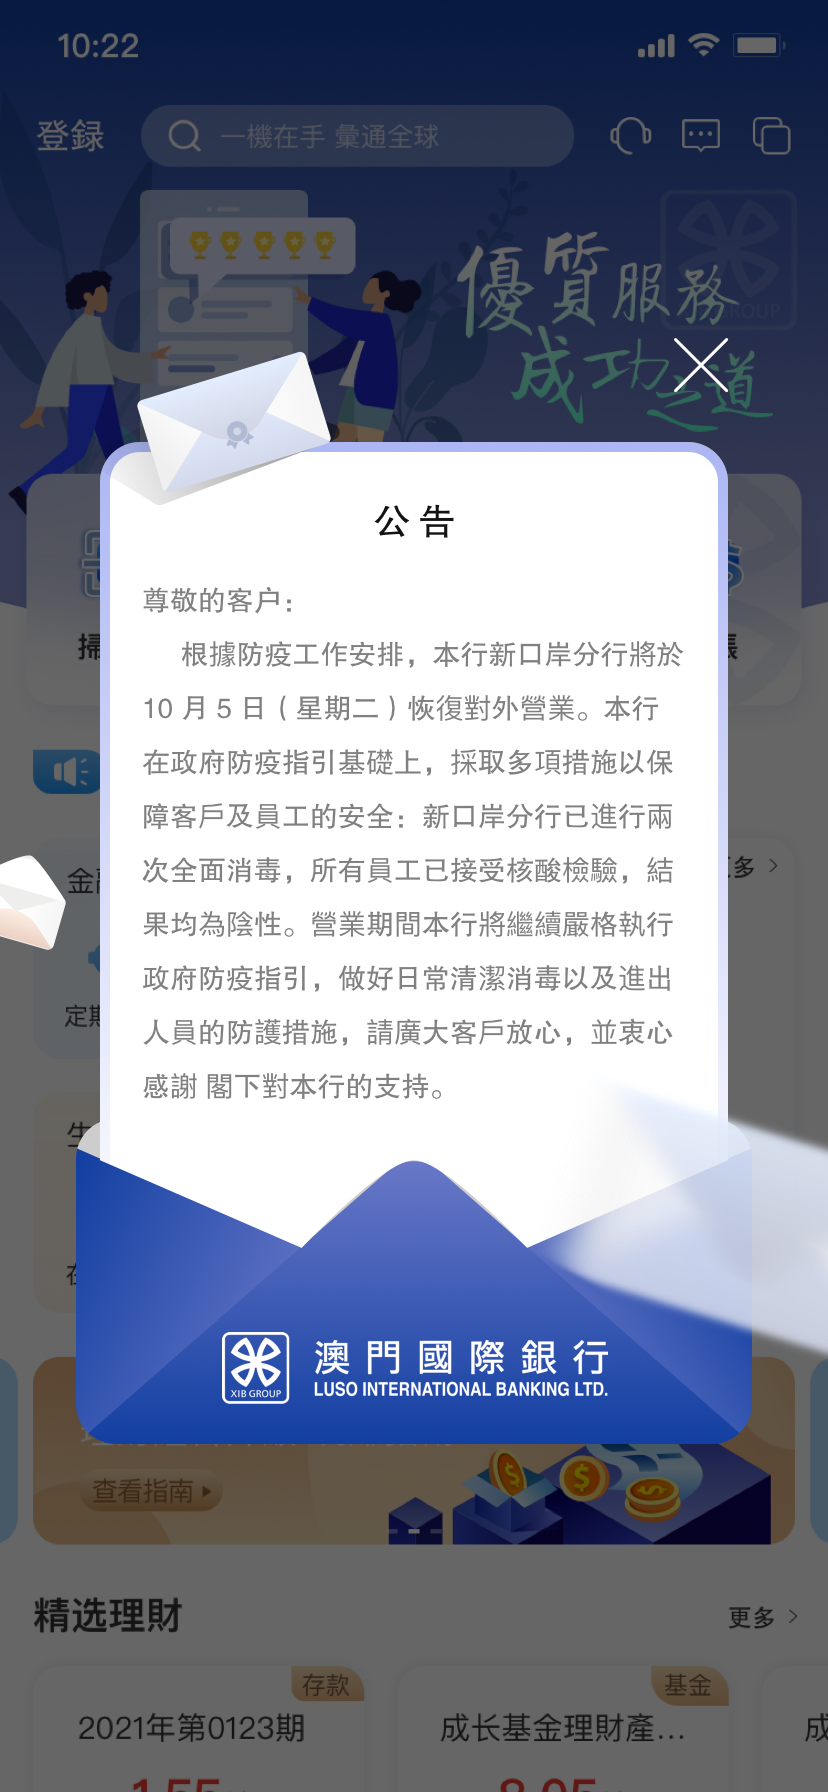 10:22
登録
一機在手 彙通全球
優質服務
GROUP
成功之道
公告
尊敬的客户：
根據防疫工作安排，本行新口岸分行將於
10 月 5 日（星期二）恢復對外營業。本行
在政府防疫指引基礎上，採取多項措施以保
障客戶及員工的安全：新口岸分行已進行兩
次全面消毒，所有員工已接受核酸檢驗，結
果均為陰性。營業期間本行將繼續嚴格執行
政府防疫指引，做好日常清潔消毒以及進出
人員的防護措施，請廣大客戶放心，並衷心
感謝 閣下對本行的支持。
掃
金
多
定期
XIB GROUP
澳門國際銀行
LUSO INTERNATIONAL BANKING LTD.
查看指南
精选理財
更多
存款
基金
2021年第0123期
成长基金理財產...
成